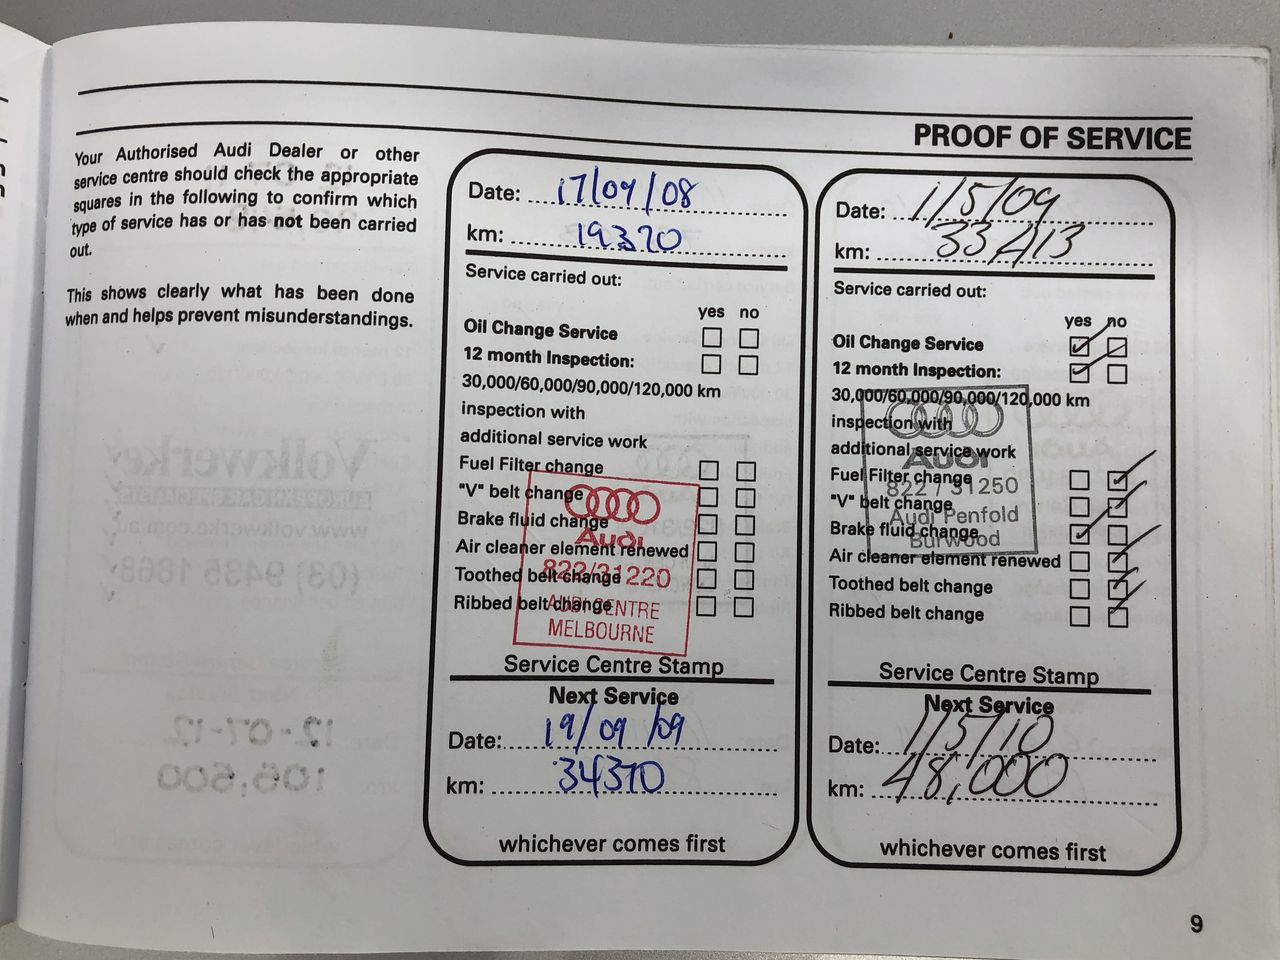 PROOF OF SERVICE
Your Authorised Audi Dealer or other
service centre should check the appropriate
squares in the following to confirm which
type of service has or has not been carried
out.
This shows clearly what has been done
when and helps prevent misunderstandings.
Date: 17/09/08
km: 19320
Service carried out:
yes no
Oil Change Service
12 month Inspection:
30,000/60,000/90,000/120,000 km
inspection with
additional service work
Fuel Filter change
"V" belt change
Brake fluid change
Air cleaner element renewed
Toothed belt change
Ribbed belt change
Audi
822/31220
AUDI CENTRE
MELBOURNE
Service Centre Stamp
Next Service
Date: 19/09/09
km: 34370
whichever comes first
Date: 1/5/09
km: 33413
Service carried out:
yes no
Oil Change Service
12 month Inspection:
30,000/60,000/90,000/120,000 km
inspection with
additional service work
Fuel Filter change
"V" belt change
Brake fluid change
Air cleaner element renewed
Toothed belt change
Ribbed belt change
Audi
822 / 31250
Audi Penfold
Burwood
Service Centre Stamp
Next Service
Date: 1/5/10
km: 48,000
whichever comes first
9